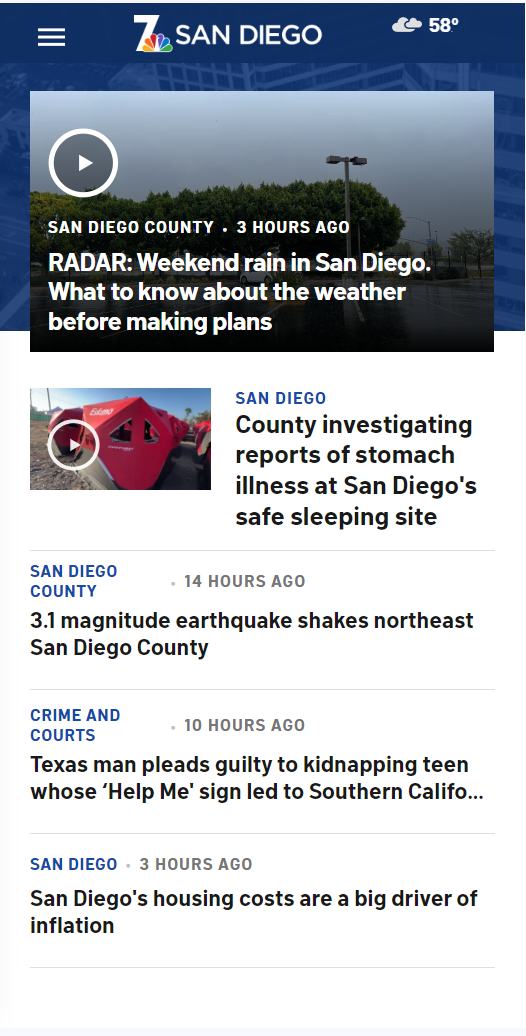 7 SAN DIEGO
58°
SAN DIEGO COUNTY • 3 HOURS AGO
RADAR: Weekend rain in San Diego.
What to know about the weather
before making plans
Eskimo
SAN DIEGO
County investigating
reports of stomach
illness at San Diego's
safe sleeping site
SAN DIEGO
COUNTY
• 14 HOURS AGO
3.1 magnitude earthquake shakes northeast
San Diego County
CRIME AND
COURTS
• 10 HOURS AGO
Texas man pleads guilty to kidnapping teen
whose ‘Help Me' sign led to Southern Califo...
SAN DIEGO • 3 HOURS AGO
San Diego's housing costs are a big driver of
inflation